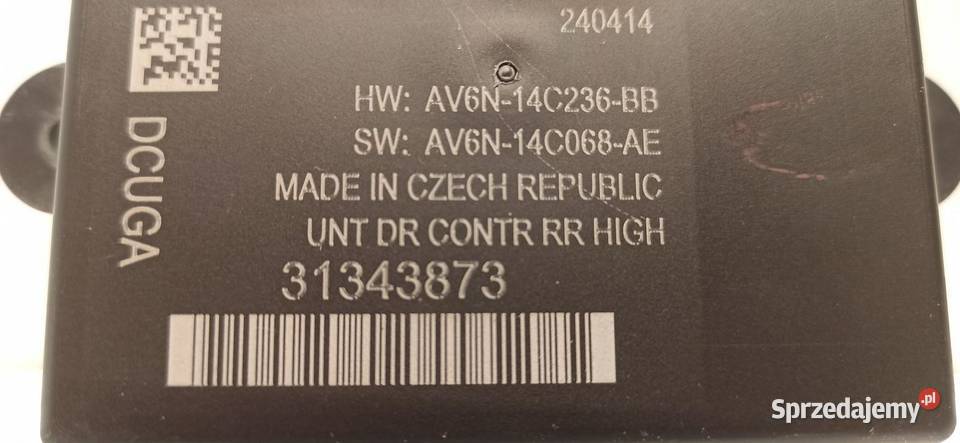 240414
HW: AV6N-14C236-BB
SW: AV6N-14C068-AE
MADE IN CZECH REPUBLIC
UNT DR CONTR RR HIGH
31343873
DCUGA
Sprzedajemy.pl